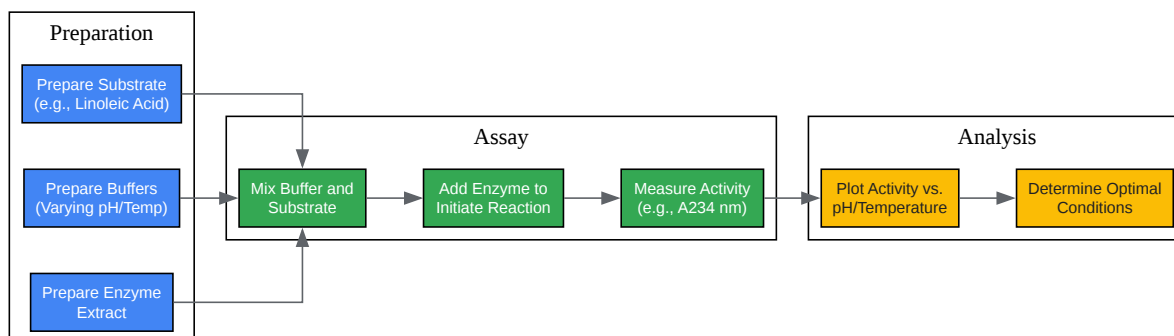 Preparation
Prepare Substrate
(e.g., Linoleic Acid)
Prepare Buffers
(Varying pH/Temp)
Prepare Enzyme
Extract
Assay
Mix Buffer and
Substrate
Add Enzyme to
Initiate Reaction
Measure Activity
(e.g., A234 nm)
Analysis
Plot Activity vs.
pH/Temperature
Determine Optimal
Conditions